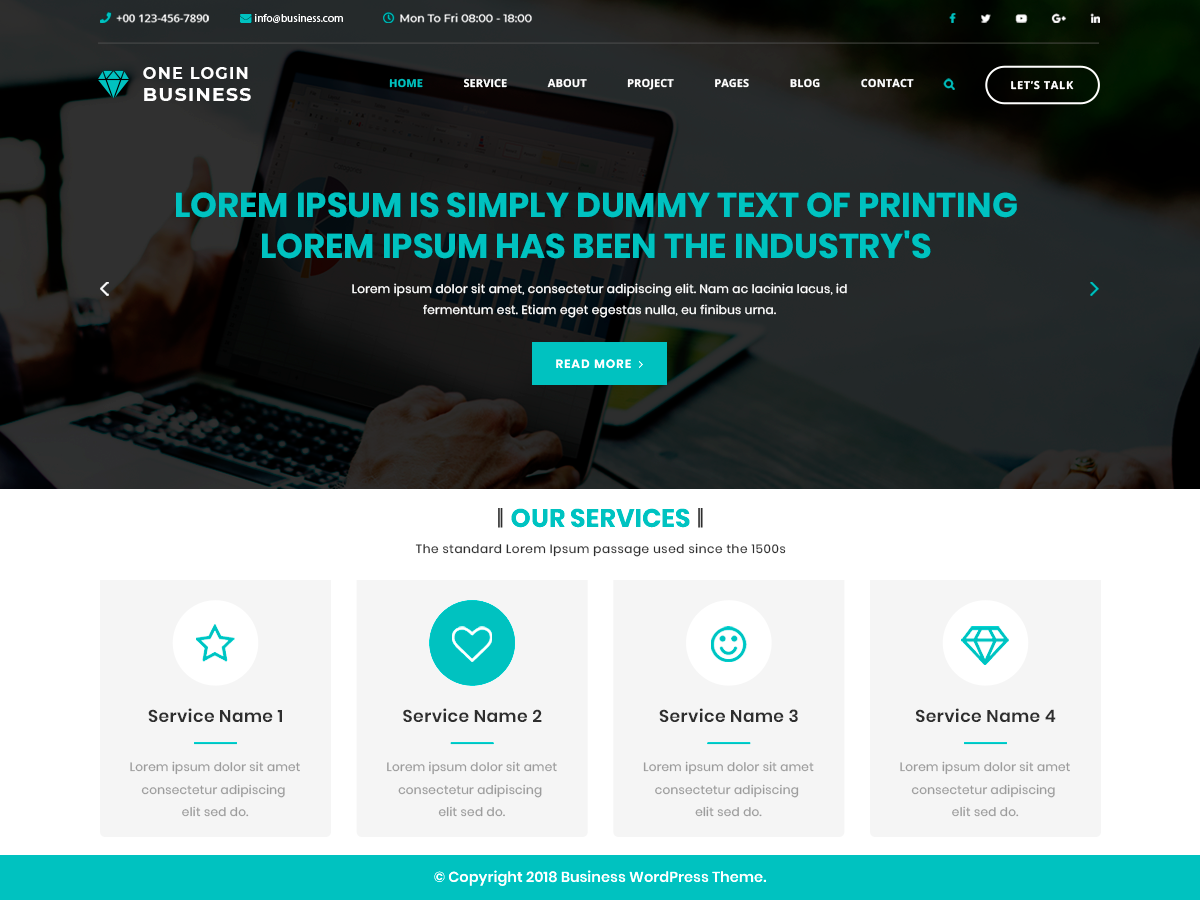 +00 123-456-7890 info@business.com Mon To Fri 08:00 - 18:00
ONE LOGIN
BUSINESS
HOME SERVICE ABOUT PROJECT PAGES BLOG CONTACT LET'S TALK
LOREM IPSUM IS SIMPLY DUMMY TEXT OF PRINTING
LOREM IPSUM HAS BEEN THE INDUSTRY'S
Lorem ipsum dolor sit amet, consectetur adipiscing elit. Nam ac lacinia lacus, id
fermentum est. Etiam eget egestas nulla, eu finibus urna.
READ MORE
OUR SERVICES
The standard Lorem Ipsum passage used since the 1500s
Service Name 1
Lorem ipsum dolor sit amet
consectetur adipiscing
elit sed do.
Service Name 2
Lorem ipsum dolor sit amet
consectetur adipiscing
elit sed do.
Service Name 3
Lorem ipsum dolor sit amet
consectetur adipiscing
elit sed do.
Service Name 4
Lorem ipsum dolor sit amet
consectetur adipiscing
elit sed do.
© Copyright 2018 Business WordPress Theme.